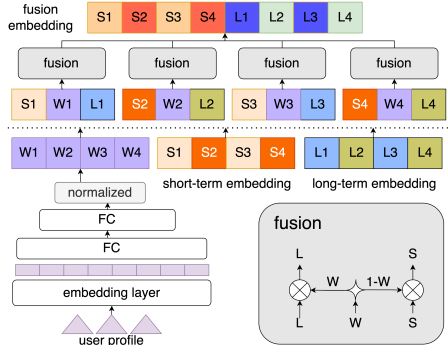 fusion
embedding
S1 S2 S3 S4 L1 L2 L3 L4
fusion fusion fusion fusion
S1 W1 L1 S2 W2 L2 S3 W3 L3 S4 W4 L4
W1 W2 W3 W4 S1 S2 S3 S4 L1 L2 L3 L4
normalized short-term embedding long-term embedding
FC
FC
embedding layer
user profile
fusion
L S
W 1-W
L W S